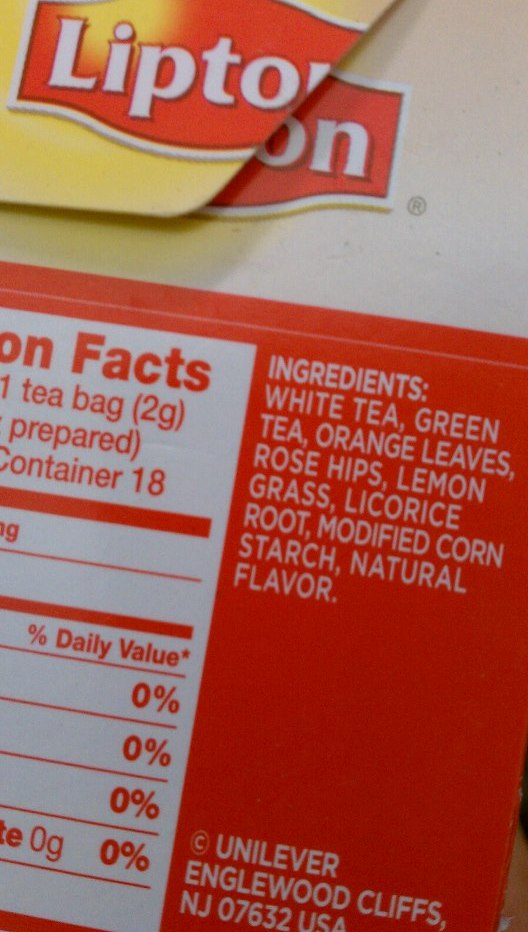 Lipto
on
®
on Facts
1 tea bag (2g)
prepared)
Container 18
% Daily Value*
0%
0%
0%
te 0g 0%
INGREDIENTS:
WHITE TEA, GREEN
TEA, ORANGE LEAVES,
ROSE HIPS, LEMON
GRASS, LICORICE
ROOT, MODIFIED CORN
STARCH, NATURAL
FLAVOR.
© UNILEVER
ENGLEWOOD CLIFFS,
NJ 07632 USA